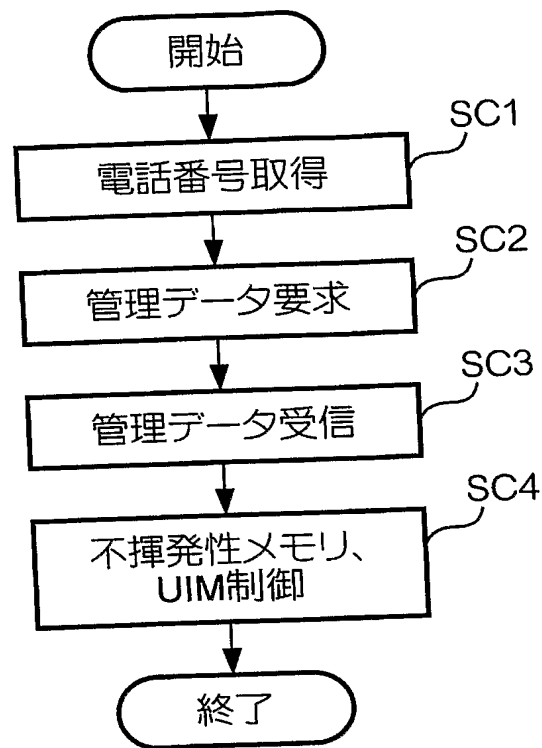 開始
SC1
電話番号取得
SC2
管理データ要求
SC3
管理データ受信
SC4
不揮発性メモリ、
UIM制御
終了